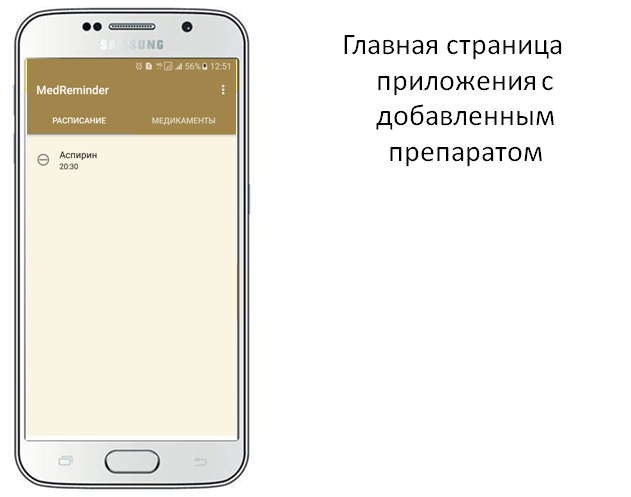 Главная страница
приложения с
добавленным
препаратом
SAMSUNG
56% 12:51
MedReminder
РАСПИСАНИЕ МЕДИКАМЕНТЫ
Аспирин
20:30